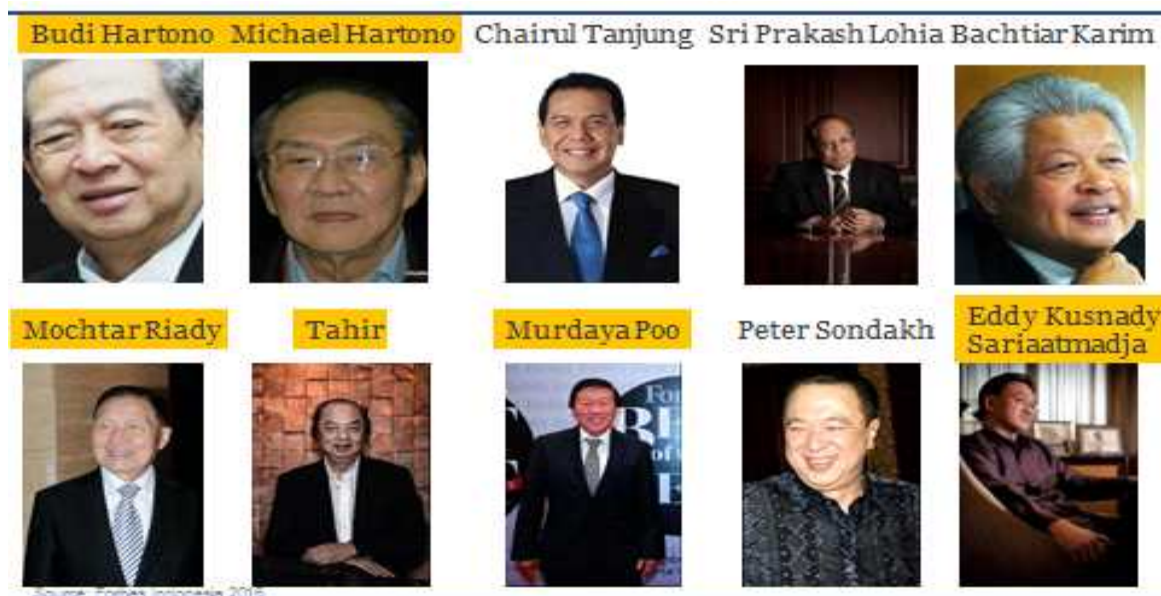 Budi Hartono Michael Hartono Chairul Tanjung Sri Prakash Lohia Bachtiar Karim
Mochtar Riady Tahir Murdaya Poo Peter Sondakh Eddy Kusnady
Sariaatmadja
Source: Forbes Indonesia 2016